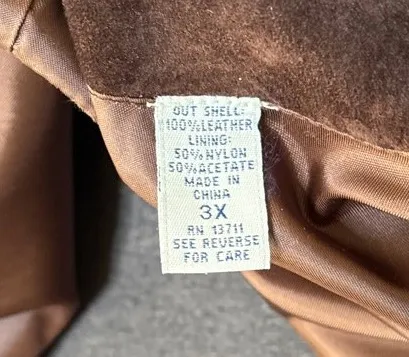 OUT SHELL:
100%LEATHER
LINING:
50%NYLON
50%ACETATE
MADE IN
CHINA
3X
RN 13711
SEE REVERSE
FOR CARE